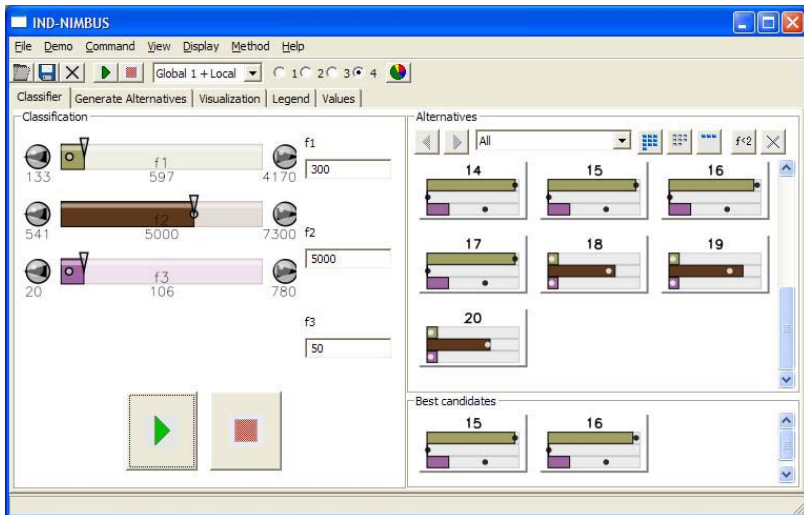 IND-NIMBUS
File Demo Command View Display Method Help
Global 1 + Local 1 2 3 4
Classifier Generate Alternatives Visualization Legend Values
Classification
f1
133 597 4170
f2
541 5000 7300
f3
20 106 780
f1
300
f2
5000
f3
50
Alternatives
All f<2
14 15 16
17 18 19
20
Best candidates
15 16